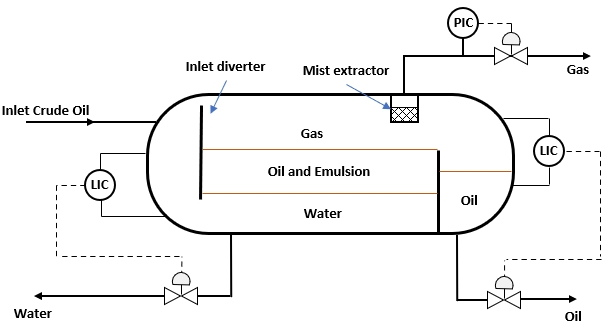 PIC
Inlet diverter
Mist extractor
Gas
Inlet Crude Oil
Gas
LIC
Oil and Emulsion
LIC
Oil
Water
Water
Oil